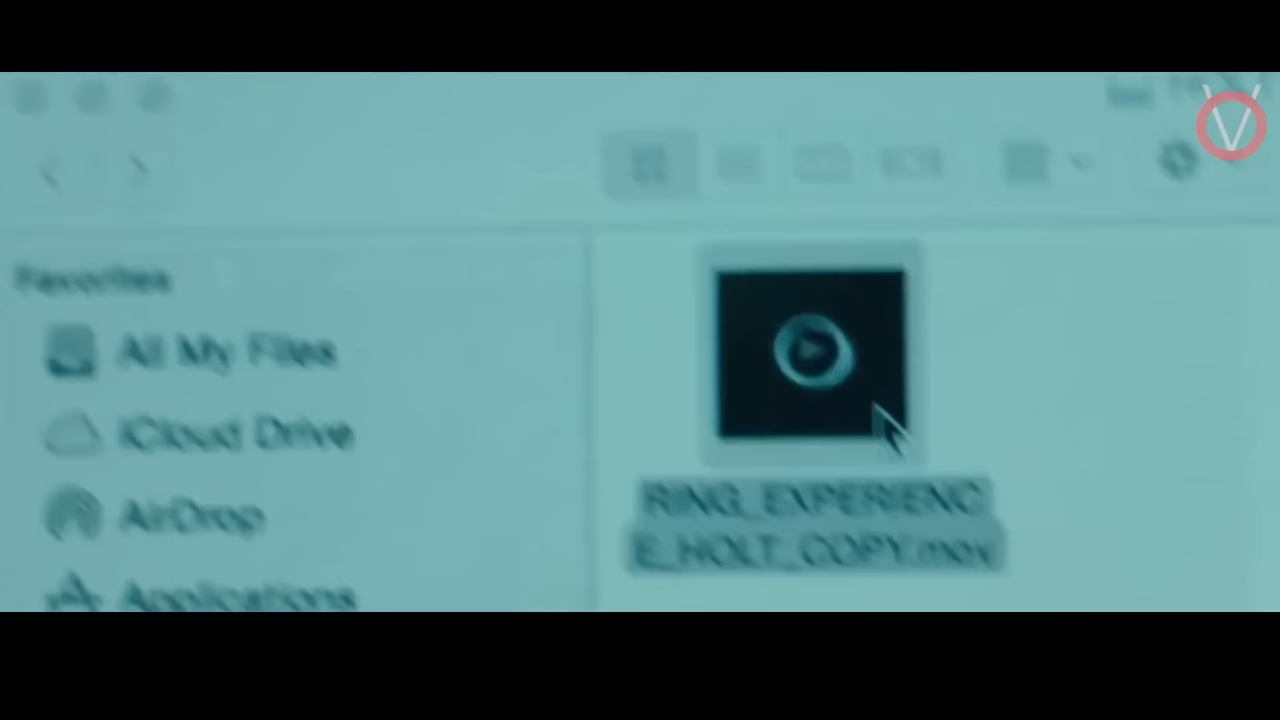 Favorites
All My Files
iCloud Drive
AirDrop
Applications
RING_EXPERIENC
E_HOLT_COPY.mov